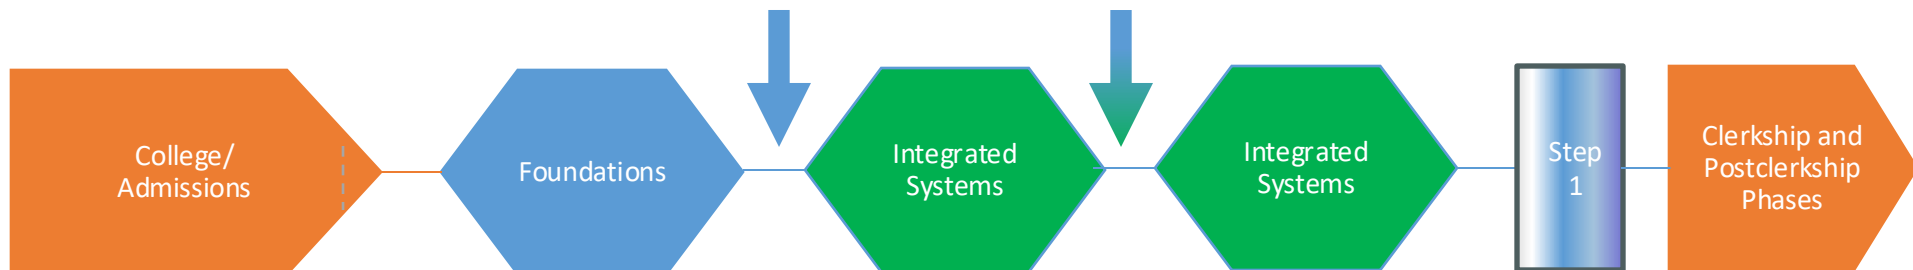 College/
Admissions
Foundations
Integrated
Systems
Integrated
Systems
Step
1
Clerkship and
Postclerkship
Phases